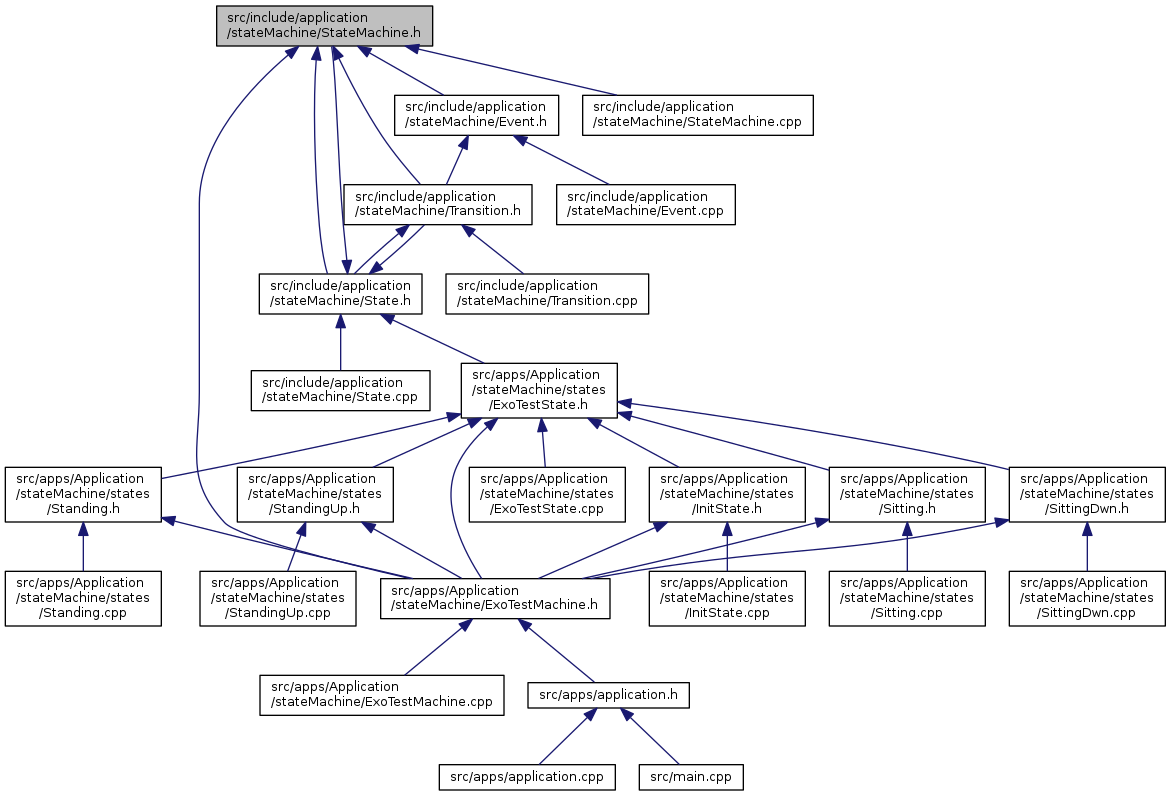 src/include/application
/stateMachine/StateMachine.h
src/include/application
/stateMachine/Event.h
src/include/application
/stateMachine/StateMachine.cpp
src/include/application
/stateMachine/Transition.h
src/include/application
/stateMachine/Event.cpp
src/include/application
/stateMachine/State.h
src/include/application
/stateMachine/Transition.cpp
src/include/application
/stateMachine/State.cpp
src/apps/Application
/stateMachine/states
/ExoTestState.h
src/apps/Application
/stateMachine/states
/Standing.h
src/apps/Application
/stateMachine/states
/StandingUp.h
src/apps/Application
/stateMachine/states
/ExoTestState.cpp
src/apps/Application
/stateMachine/states
/InitState.h
src/apps/Application
/stateMachine/states
/Sitting.h
src/apps/Application
/stateMachine/states
/SittingDwn.h
src/apps/Application
/stateMachine/states
/Standing.cpp
src/apps/Application
/stateMachine/states
/StandingUp.cpp
src/apps/Application
/stateMachine/ExoTestMachine.h
src/apps/Application
/stateMachine/states
/InitState.cpp
src/apps/Application
/stateMachine/states
/Sitting.cpp
src/apps/Application
/stateMachine/states
/SittingDwn.cpp
src/apps/Application
/stateMachine/ExoTestMachine.cpp
src/apps/application.h
src/apps/application.cpp
src/main.cpp